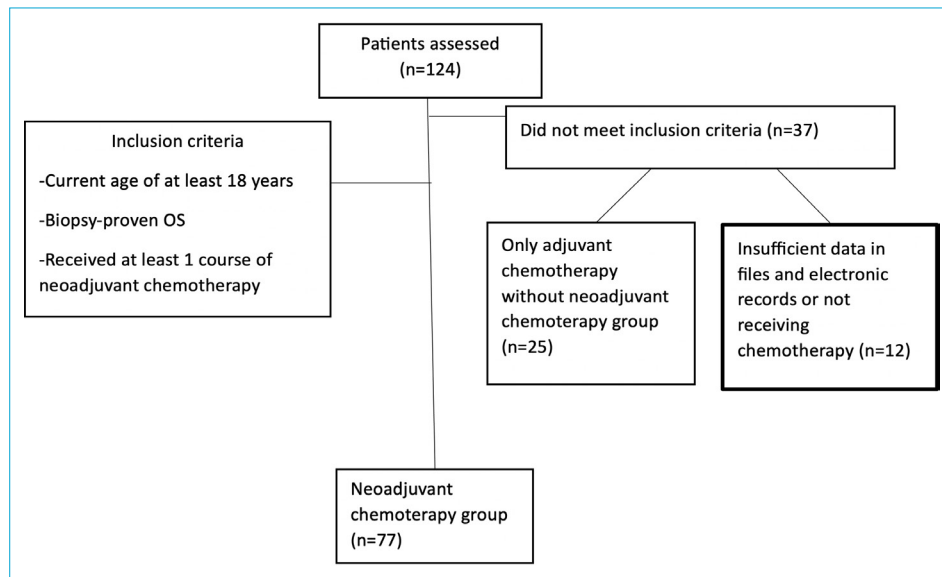 Patients assessed
(n=124)
Inclusion criteria
-Current age of at least 18 years
-Biopsy-proven OS
-Received at least 1 course of
neoadjuvant chemotherapy
Did not meet inclusion criteria (n=37)
Only adjuvant
chemotherapy
without neoadjuvant
chemoterapy group
(n=25)
Insufficient data in
files and electronic
records or not
receiving
chemotherapy (n=12)
Neoadjuvant
chemoterapy group
(n=77)